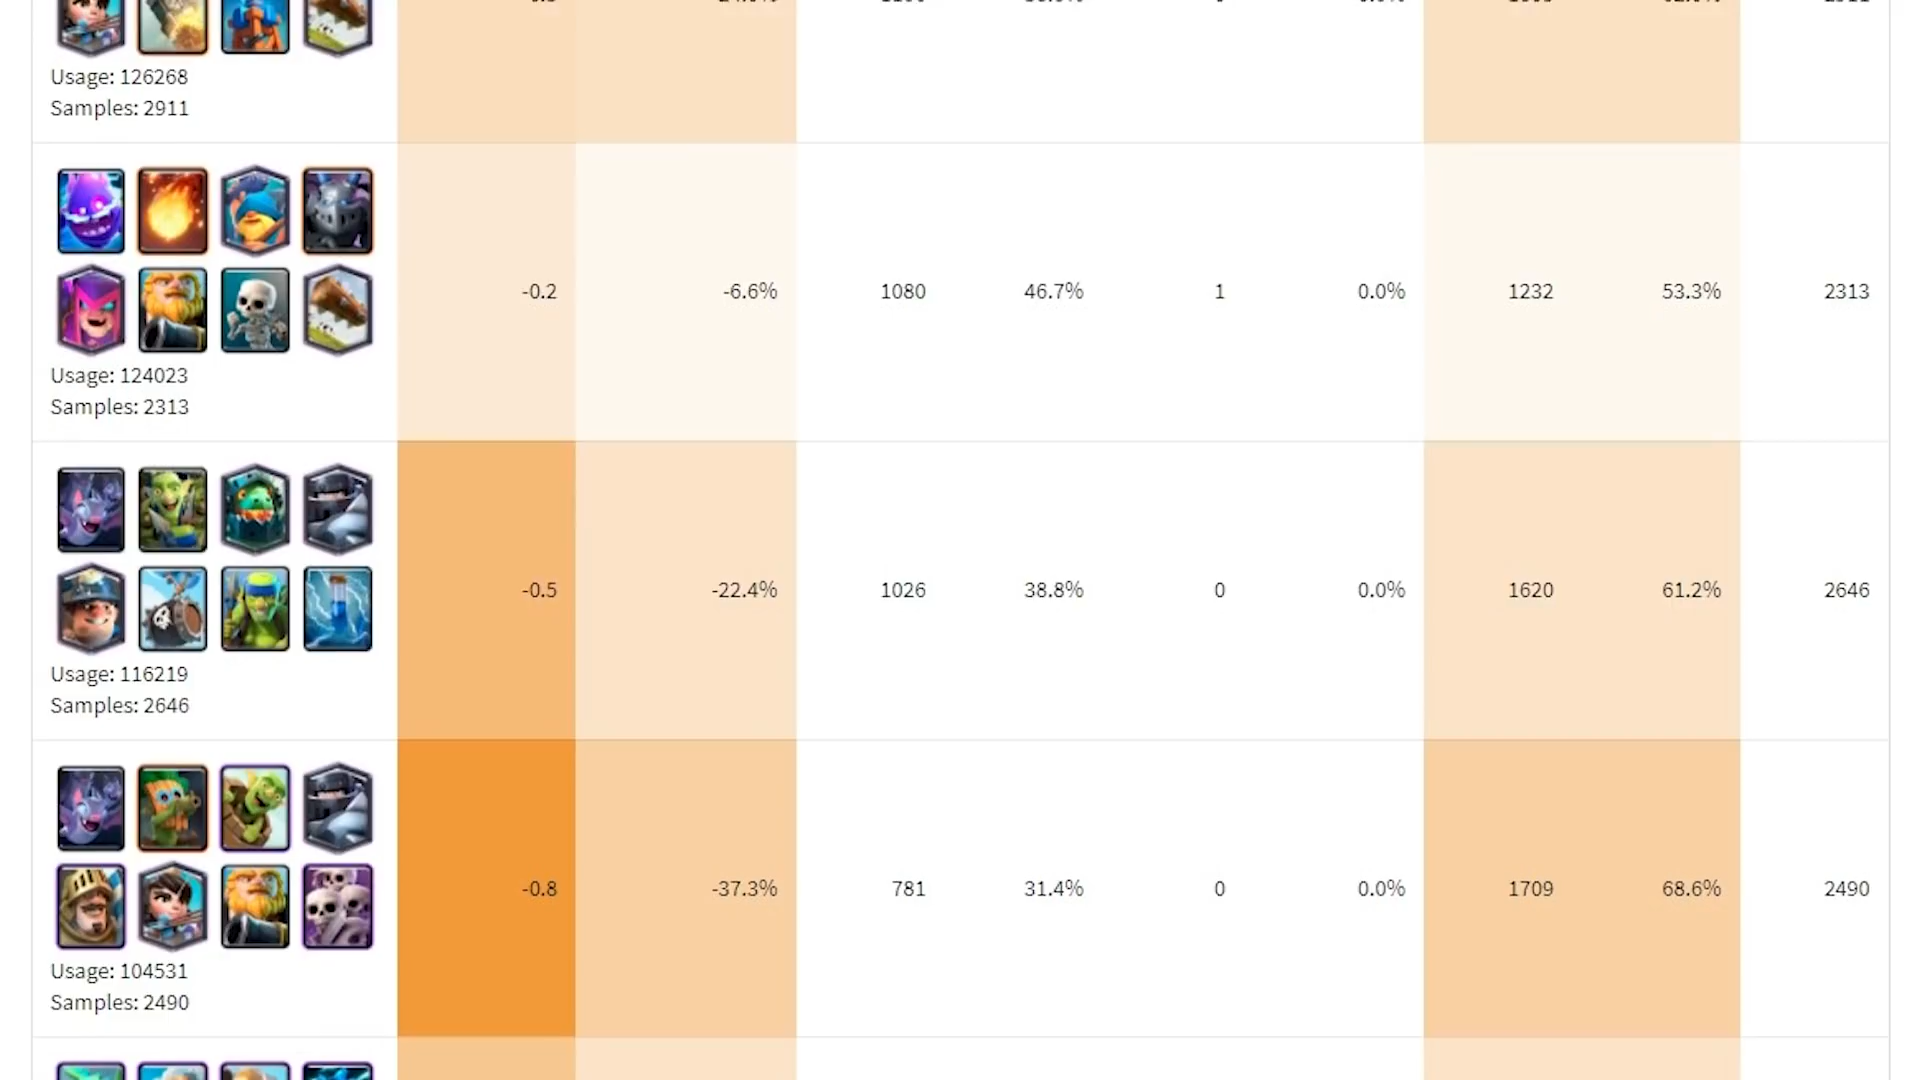 Usage: 126268
Samples: 2911
-0.2 -6.6% 1080 46.7% 1 0.0% 1232 53.3% 2313
Usage: 124023
Samples: 2313
-0.5 -22.4% 1026 38.8% 0 0.0% 1620 61.2% 2646
Usage: 116219
Samples: 2646
-0.8 -37.3% 781 31.4% 0 0.0% 1709 68.6% 2490
Usage: 104531
Samples: 2490